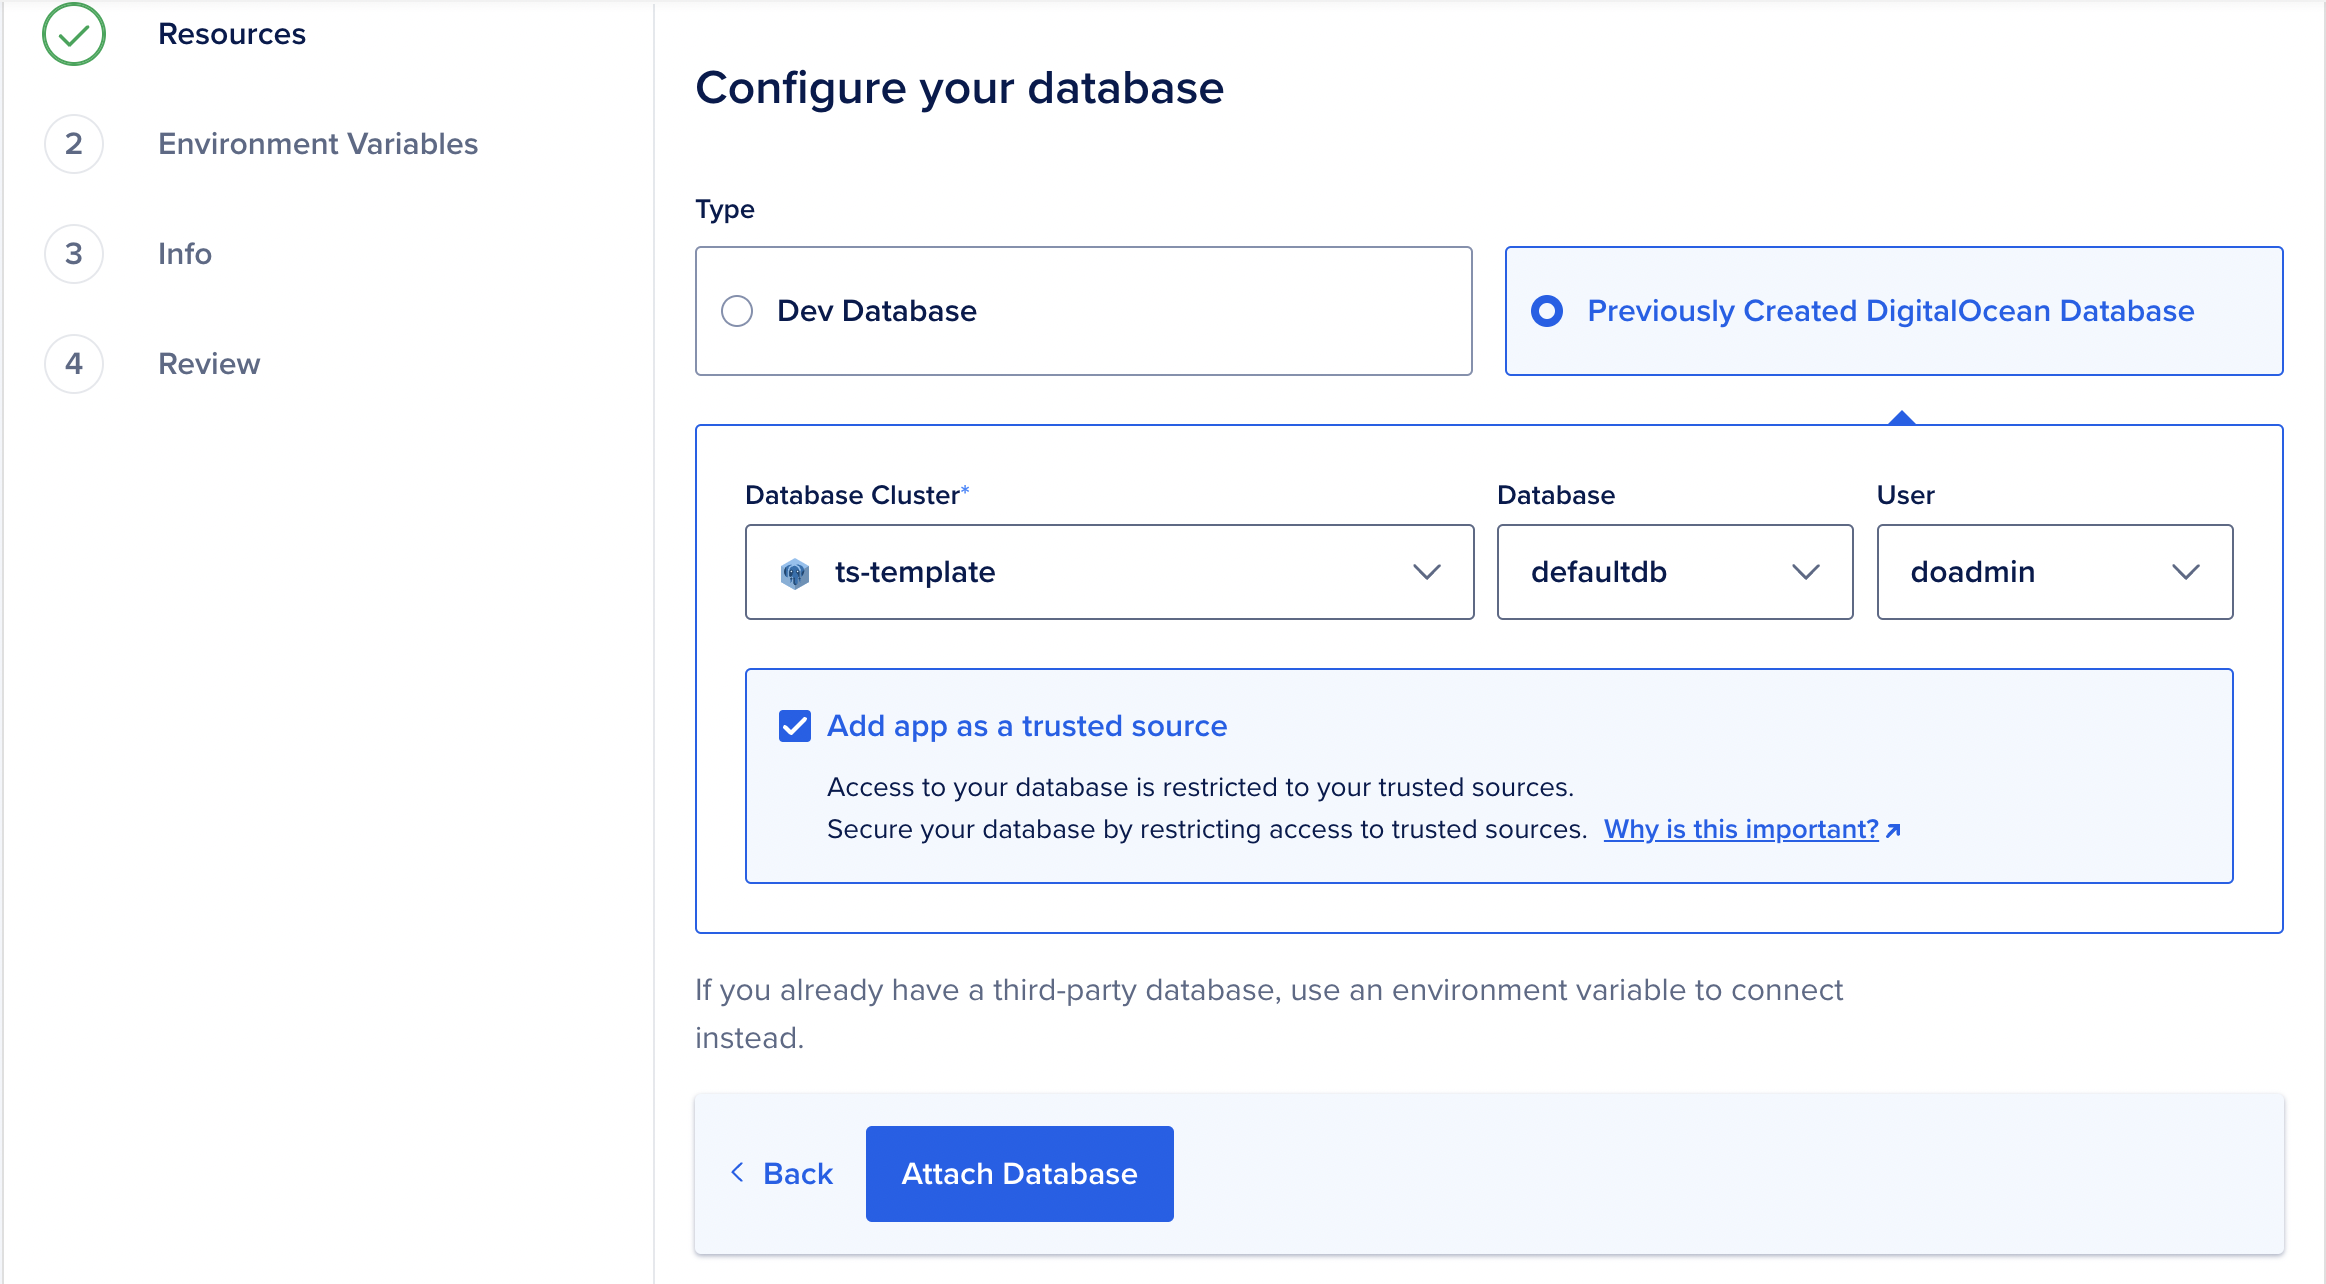 Resources
2 Environment Variables
3 Info
4 Review
Configure your database
Type
Dev Database
Previously Created DigitalOcean Database
Database Cluster*
Database
User
ts-template
defaultdb
doadmin
Add app as a trusted source
Access to your database is restricted to your trusted sources.
Secure your database by restricting access to trusted sources. Why is this important?
If you already have a third-party database, use an environment variable to connect
instead.
Back
Attach Database